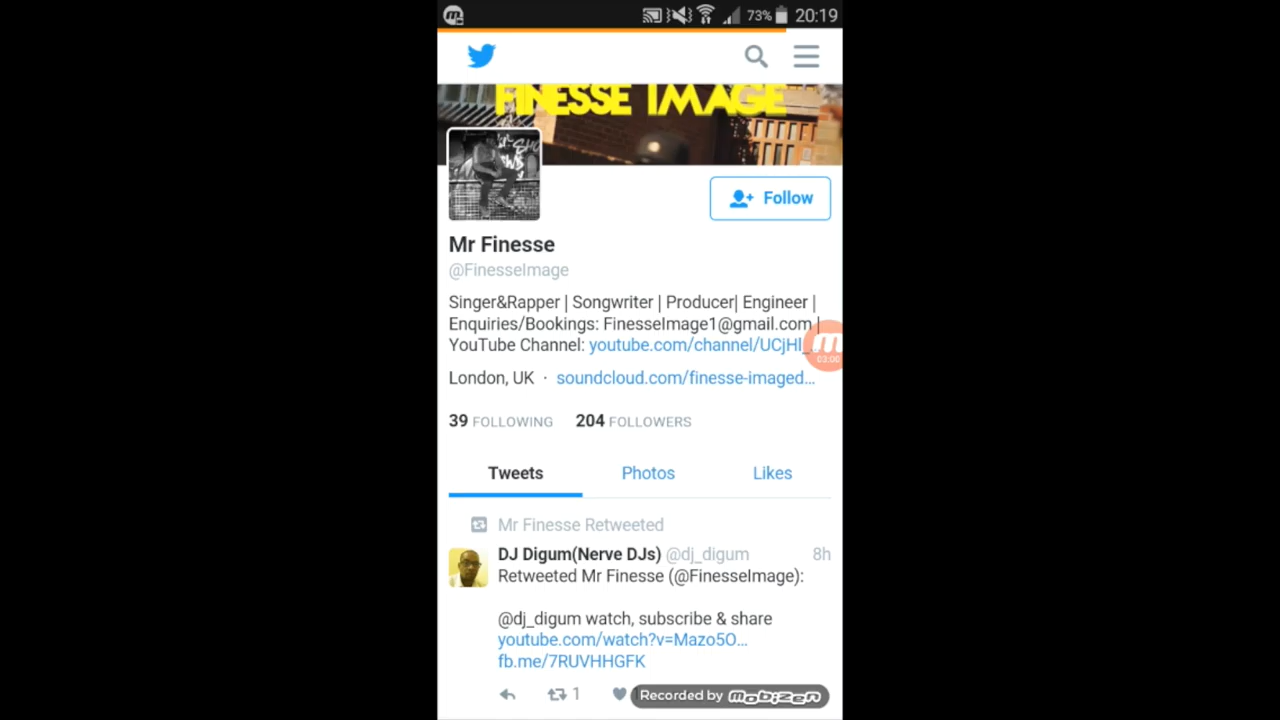 73% 20:19
FINESSE IMAGE
Follow
Mr Finesse
@FinesseImage
Singer&Rapper | Songwriter | Producer| Engineer |
Enquiries/Bookings: FinesseImage1@gmail.com |
YouTube Channel: youtube.com/channel/UCjHl_…
03:00
London, UK · soundcloud.com/finesse-imaged…
39 FOLLOWING 204 FOLLOWERS
Tweets Photos Likes
Mr Finesse Retweeted
DJ Digum(Nerve DJs) @dj_digum 8h
Retweeted Mr Finesse (@FinesseImage):
@dj_digum watch, subscribe & share
youtube.com/watch?v=Mazo5O…
fb.me/7RUVHHGFK
1
Recorded by mobizen